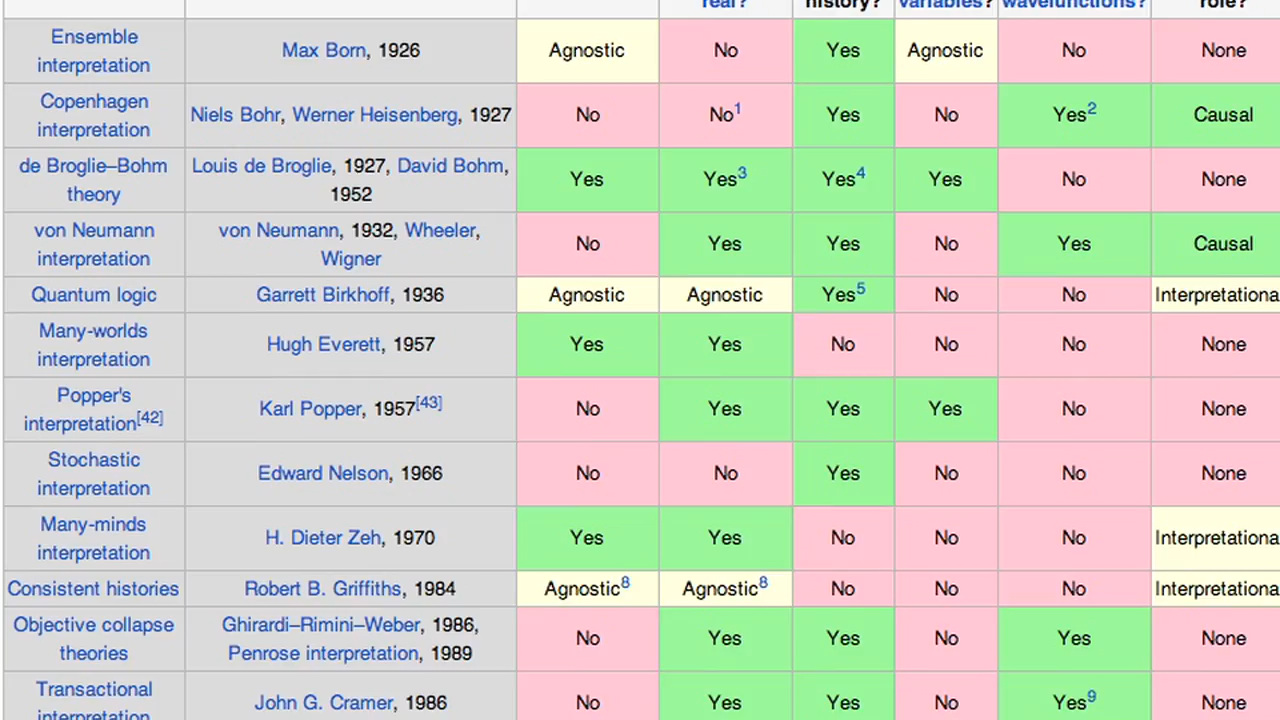 real? history? variables? wavefunctions? role?
Ensemble interpretation Max Born, 1926 Agnostic No Yes Agnostic No None
Copenhagen interpretation Niels Bohr, Werner Heisenberg, 1927 No No1 Yes No Yes2 Causal
de Broglie–Bohm theory Louis de Broglie, 1927, David Bohm, 1952 Yes Yes3 Yes4 Yes No None
von Neumann interpretation von Neumann, 1932, Wheeler, Wigner No Yes Yes No Yes Causal
Quantum logic Garrett Birkhoff, 1936 Agnostic Agnostic Yes5 No No Interpretationa
Many-worlds interpretation Hugh Everett, 1957 Yes Yes No No No None
Popper's interpretation[42] Karl Popper, 1957[43] No Yes Yes Yes No None
Stochastic interpretation Edward Nelson, 1966 No No Yes No No None
Many-minds interpretation H. Dieter Zeh, 1970 Yes Yes No No No Interpretationa
Consistent histories Robert B. Griffiths, 1984 Agnostic8 Agnostic8 No No No Interpretationa
Objective collapse theories Ghirardi–Rimini–Weber, 1986, Penrose interpretation, 1989 No Yes Yes No Yes None
Transactional interpretation John G. Cramer, 1986 No Yes Yes No Yes9 None